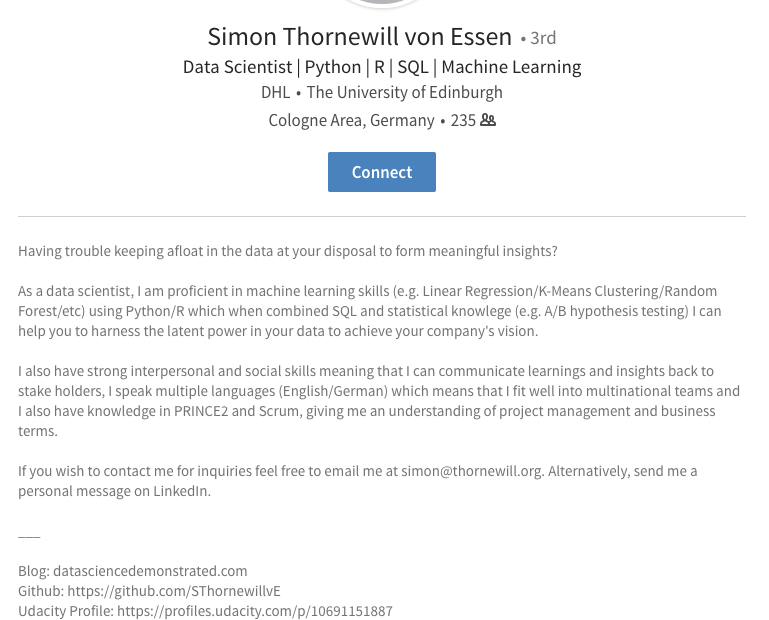 Simon Thornewill von Essen • 3rd
Data Scientist | Python | R | SQL | Machine Learning
DHL • The University of Edinburgh
Cologne Area, Germany • 235
Connect
Having trouble keeping afloat in the data at your disposal to form meaningful insights?
As a data scientist, I am proficient in machine learning skills (e.g. Linear Regression/K-Means Clustering/Random
Forest/etc) using Python/R which when combined SQL and statistical knowlege (e.g. A/B hypothesis testing) I can
help you to harness the latent power in your data to achieve your company's vision.
I also have strong interpersonal and social skills meaning that I can communicate learnings and insights back to
stake holders, I speak multiple languages (English/German) which means that I fit well into multinational teams and
I also have knowledge in PRINCE2 and Scrum, giving me an understanding of project management and business
terms.
If you wish to contact me for inquiries feel free to email me at simon@thornewill.org. Alternatively, send me a
personal message on LinkedIn.
___
Blog: datasciencedemonstrated.com
Github: https://github.com/SThornewillvE
Udacity Profile: https://profiles.udacity.com/p/10691151887